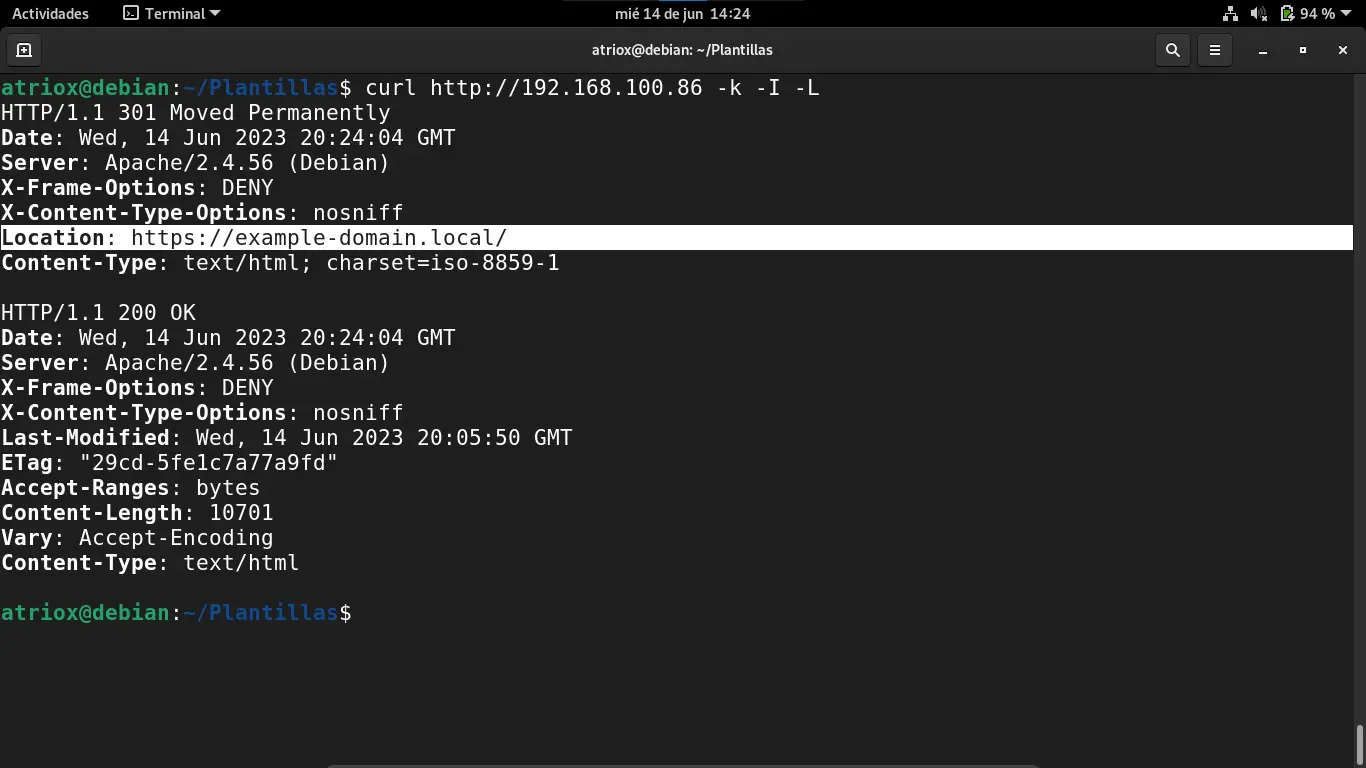 Actividades Terminal mié 14 de jun 14:24 94 %
atriox@debian: ~/Plantillas
atriox@debian:~/Plantillas$ curl http://192.168.100.86 -k -I -L
HTTP/1.1 301 Moved Permanently
Date: Wed, 14 Jun 2023 20:24:04 GMT
Server: Apache/2.4.56 (Debian)
X-Frame-Options: DENY
X-Content-Type-Options: nosniff
Location: https://example-domain.local/
Content-Type: text/html; charset=iso-8859-1
HTTP/1.1 200 OK
Date: Wed, 14 Jun 2023 20:24:04 GMT
Server: Apache/2.4.56 (Debian)
X-Frame-Options: DENY
X-Content-Type-Options: nosniff
Last-Modified: Wed, 14 Jun 2023 20:05:50 GMT
ETag: "29cd-5fe1c7a77a9fd"
Accept-Ranges: bytes
Content-Length: 10701
Vary: Accept-Encoding
Content-Type: text/html
atriox@debian:~/Plantillas$